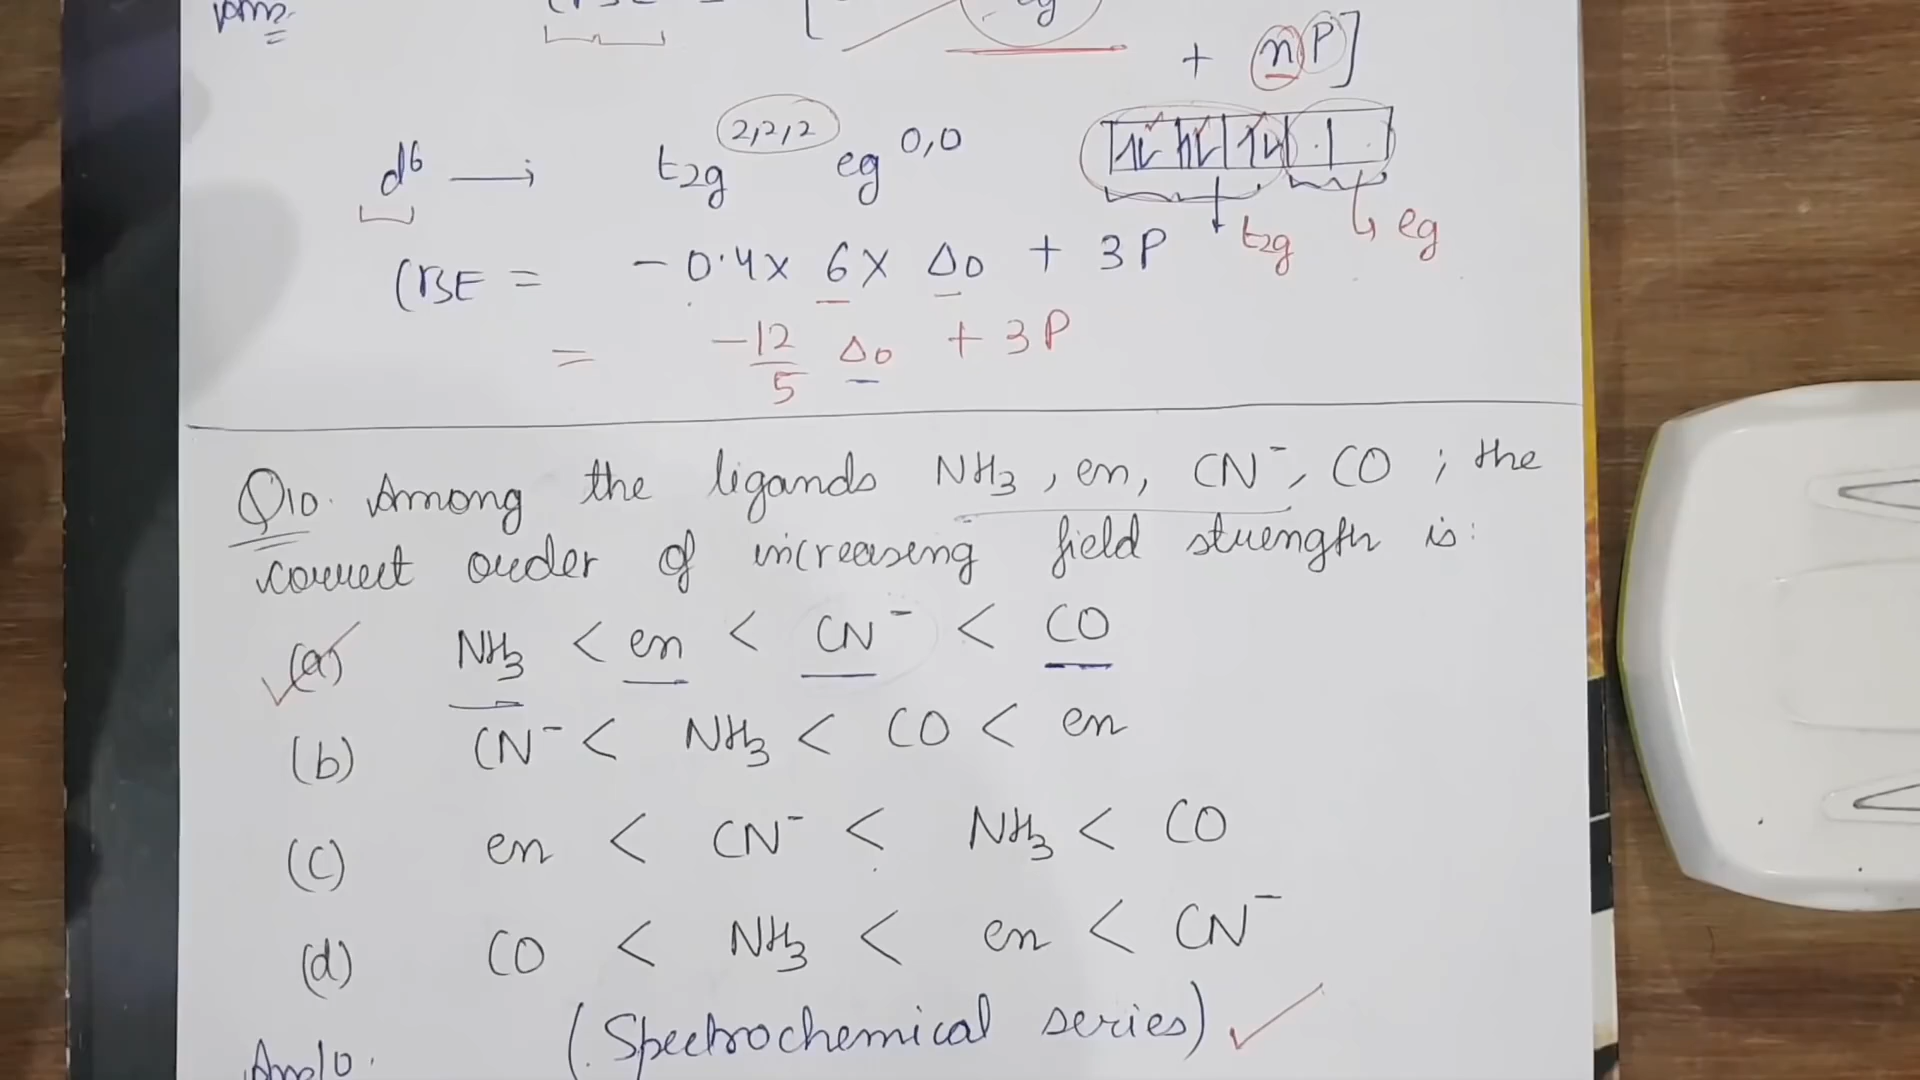 + nP]
d6 → t2g 2,2,2 eg 0,0
t2g eg
CFSE = - 0.4 x 6 x Δ0 + 3P
= -12/5 Δ0 + 3P
Q10. Among the ligands NH3, en, CN-, CO ; the
correct order of increasing field strength is:
(a) NH3 < en < CN- < CO
(b) CN- < NH3 < CO < en
(c) en < CN- < NH3 < CO
(d) CO < NH3 < en < CN-
(Spectrochemical series)
Ans10.